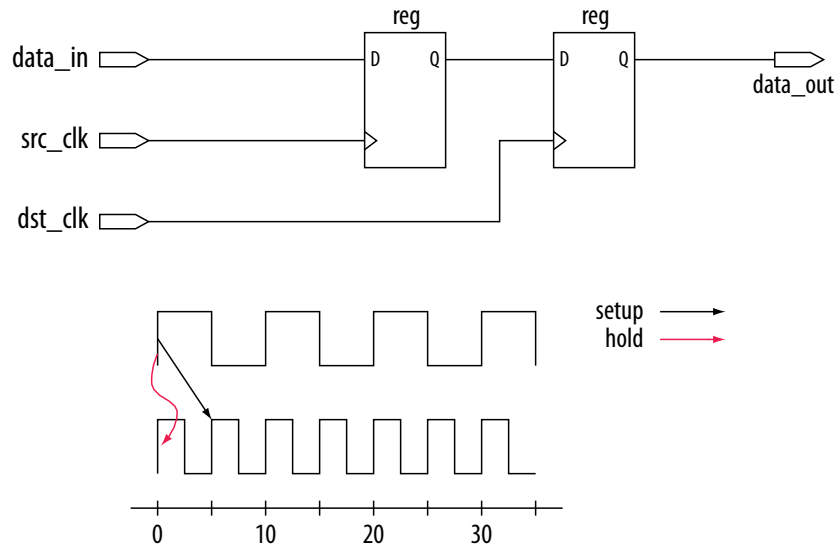 reg reg
data_in D Q D Q
data_out
src_clk
dst_clk
setup
hold
0 10 20 30